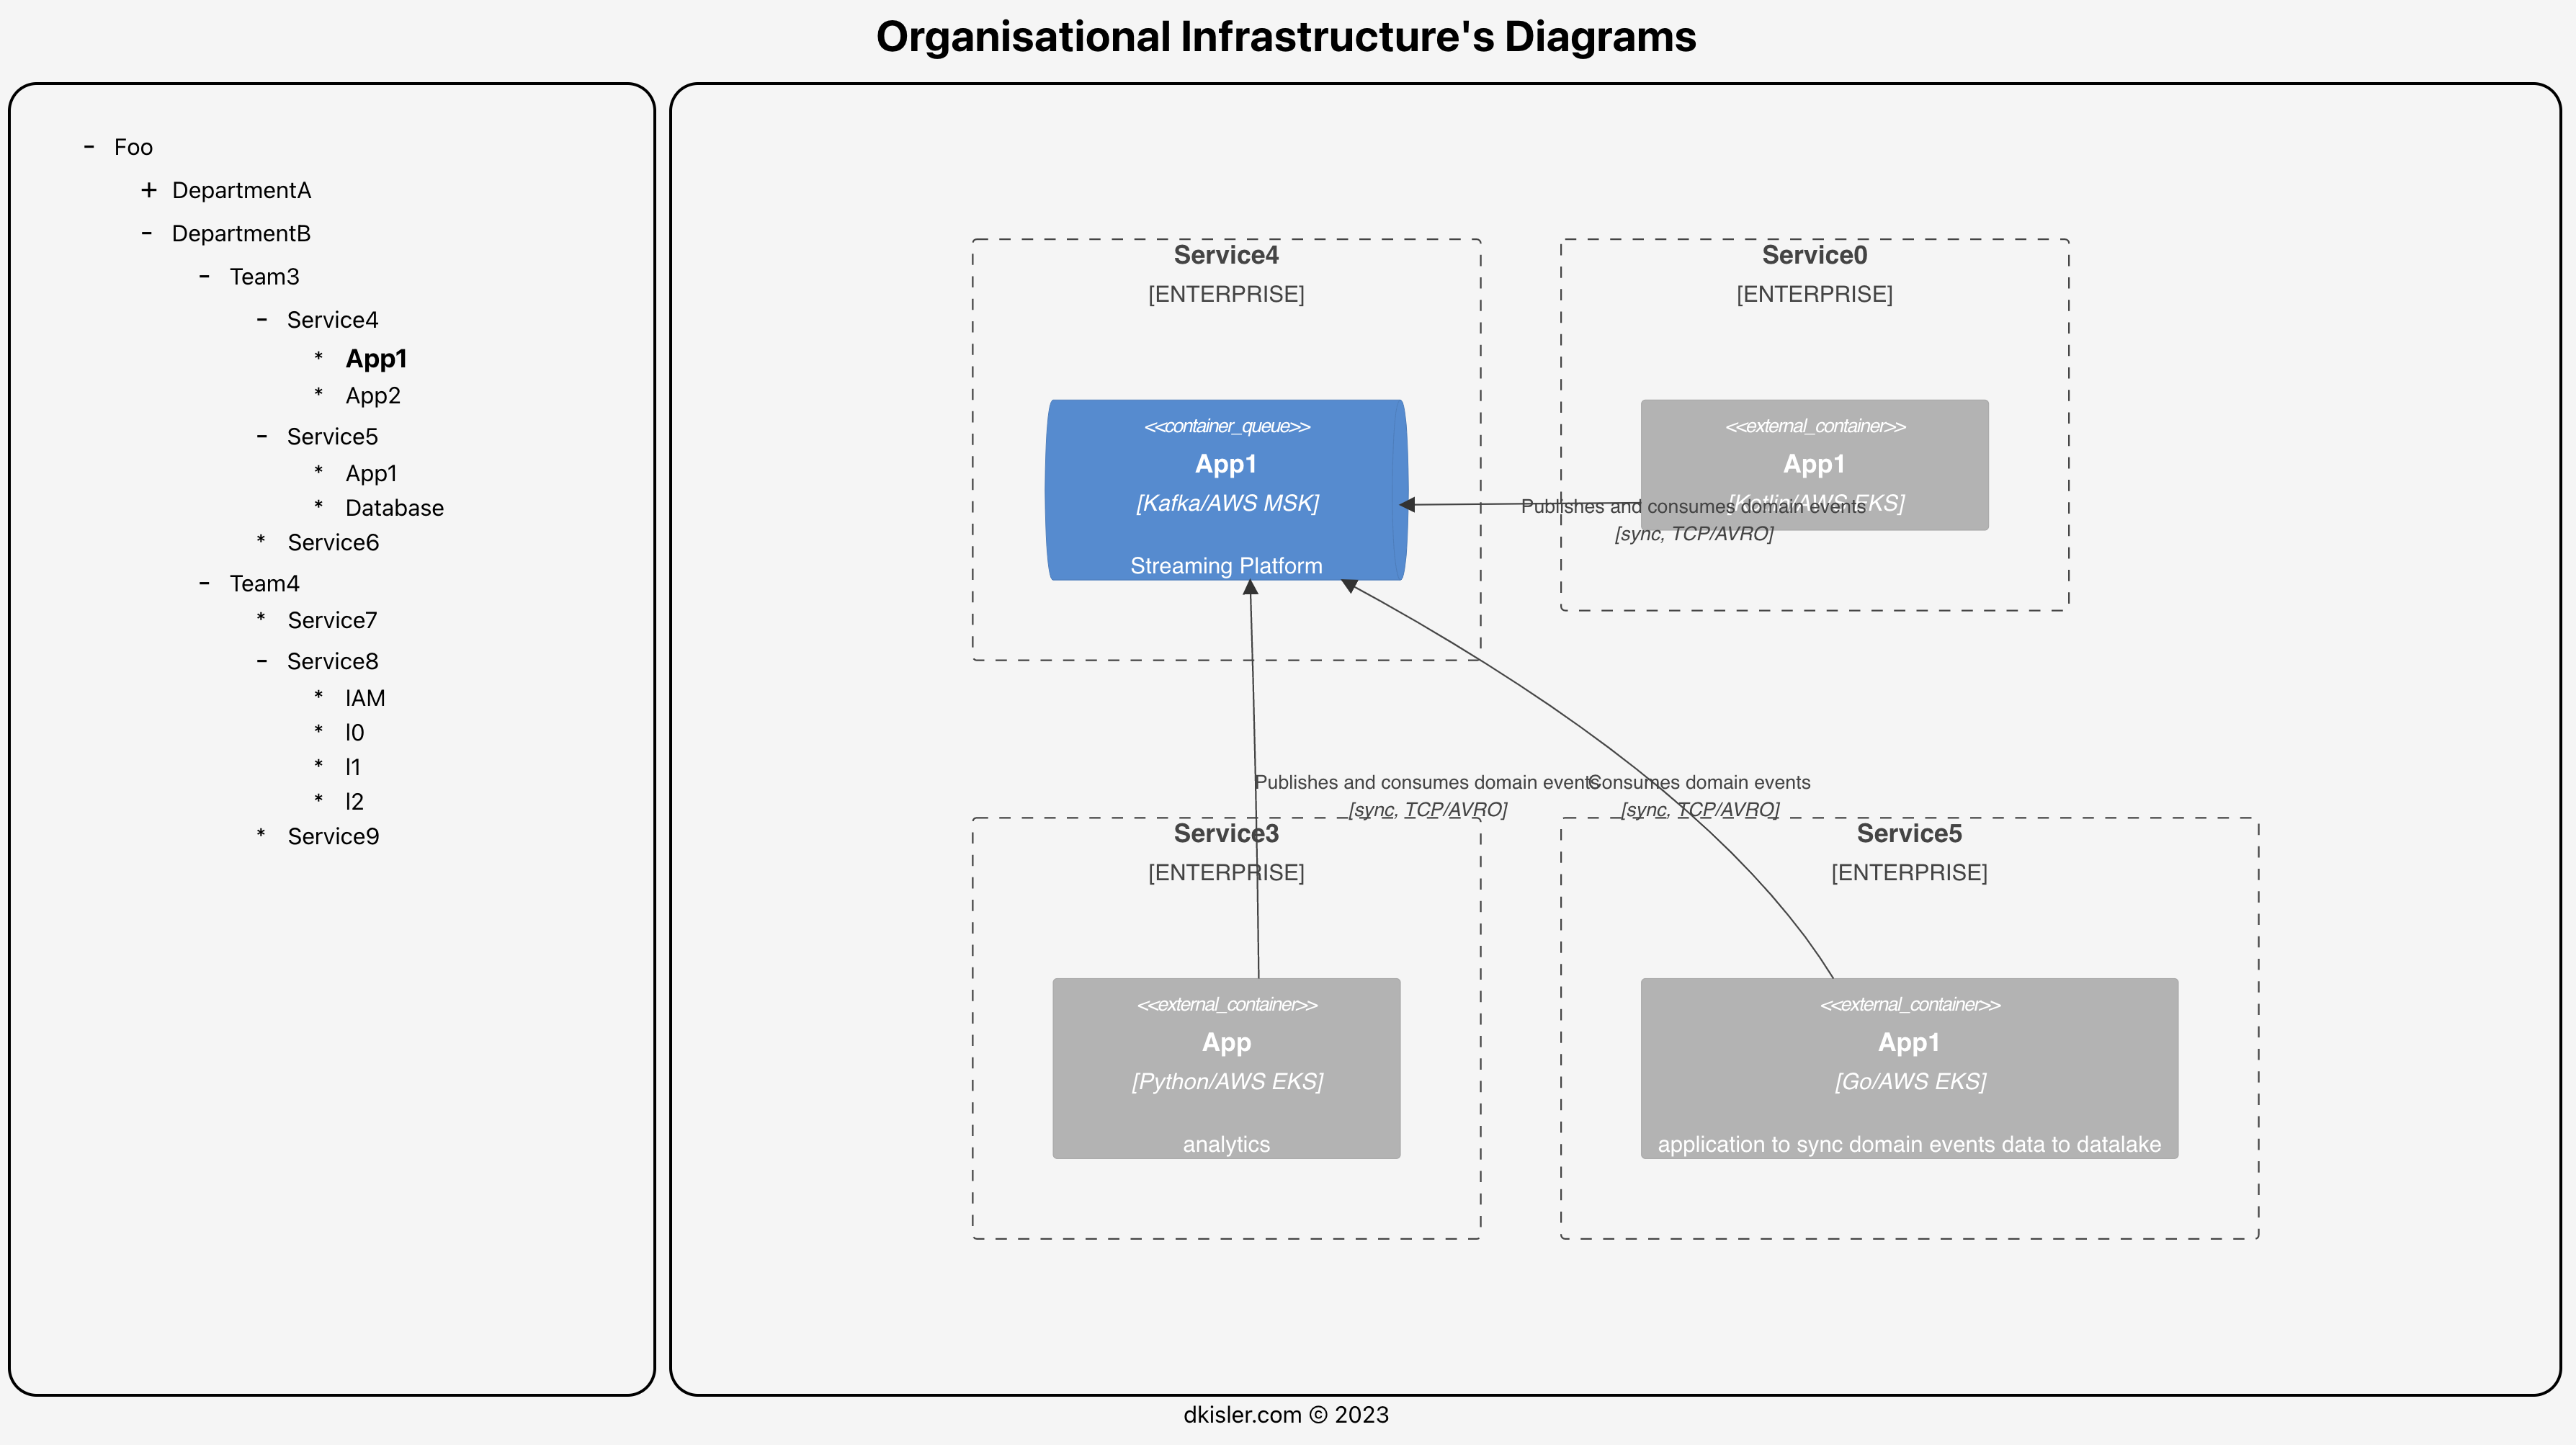 Organisational Infrastructure's Diagrams
- Foo
+ DepartmentA
- DepartmentB
- Team3
- Service4
* App1
* App2
- Service5
* App1
* Database
* Service6
- Team4
* Service7
- Service8
* IAM
* l0
* l1
* l2
* Service9
Service4
[ENTERPRISE]
<<container_queue>>
App1
[Kafka/AWS MSK]
Streaming Platform
Service0
[ENTERPRISE]
<<external_container>>
App1
[Kotlin/AWS EKS]
Publishes and consumes domain events
[sync, TCP/AVRO]
Publishes and consumes domain events
[sync, TCP/AVRO]
Consumes domain events
[sync, TCP/AVRO]
Service3
[ENTERPRISE]
<<external_container>>
App
[Python/AWS EKS]
analytics
Service5
[ENTERPRISE]
<<external_container>>
App1
[Go/AWS EKS]
application to sync domain events data to datalake
dkisler.com © 2023